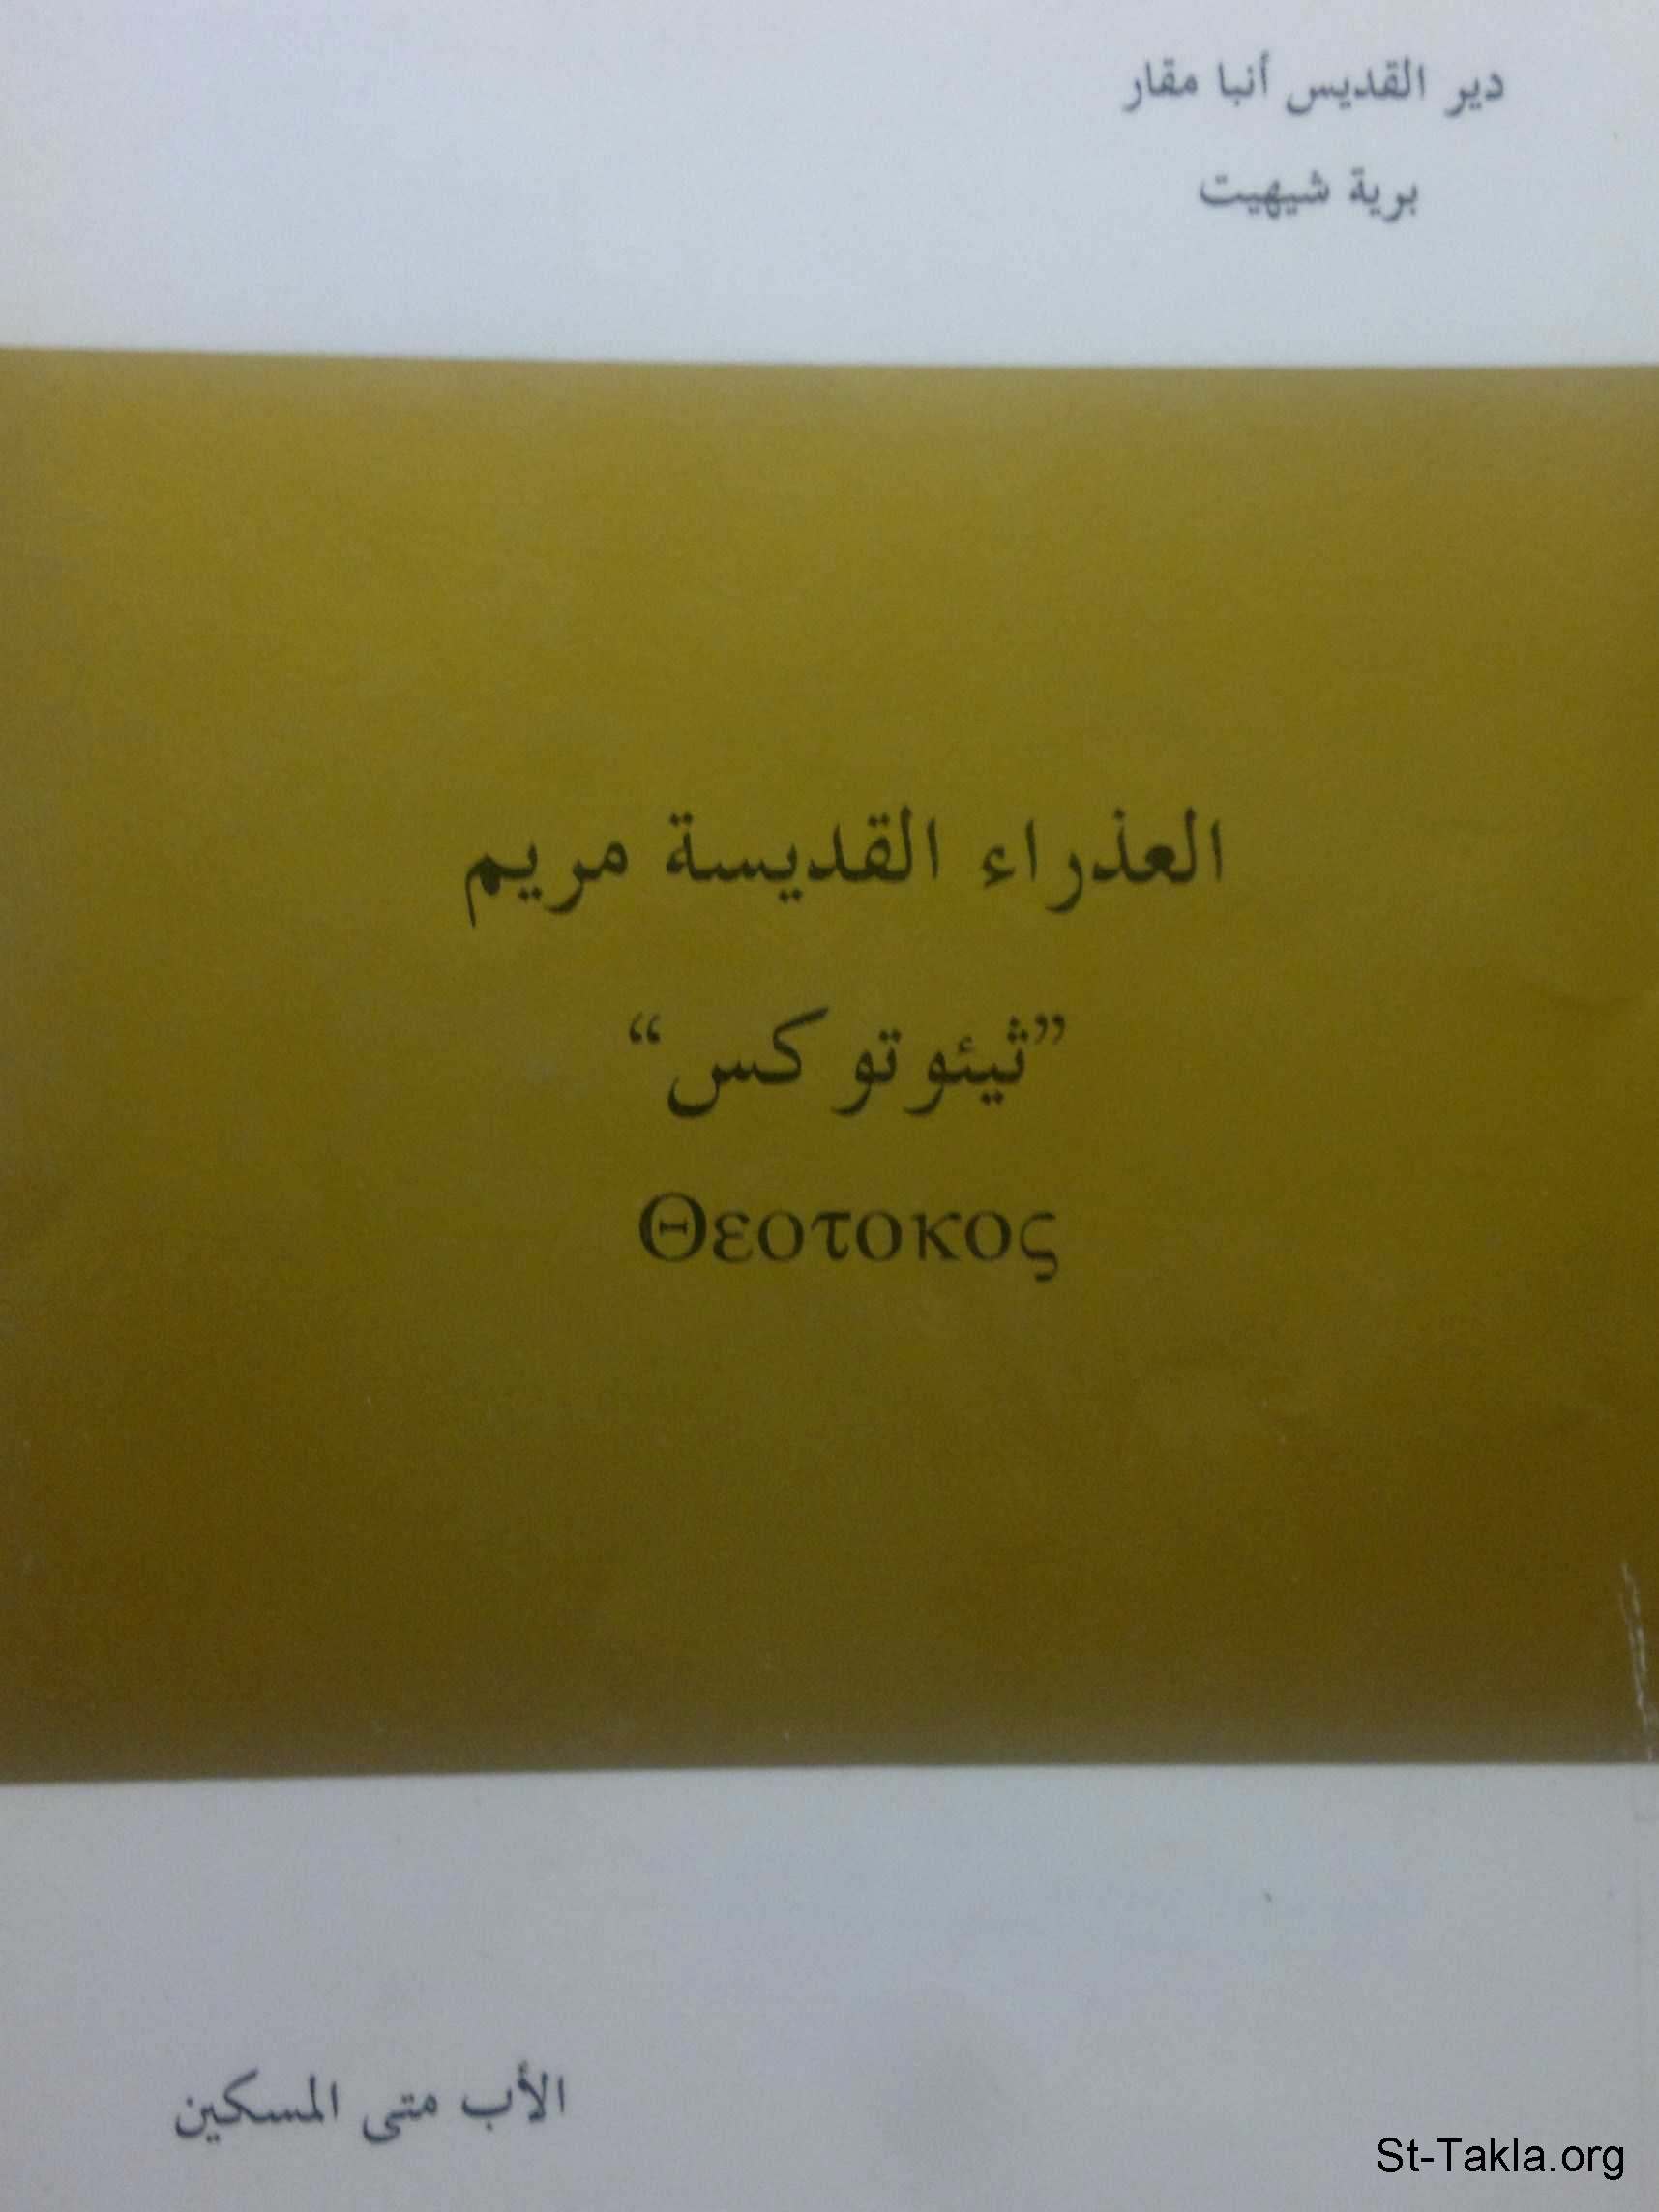 دير القديس أنبا مقار
برية شيهيت
العذراء القديسة مريم
”ثيئوتوكس“
Θεοτοκος
الأب متى المسكين
St-Takla.org